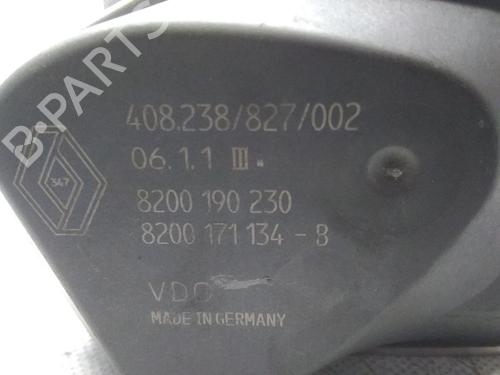 B-PARTS
408.238/827/002
06.1.1 III.
347
8200 190 230
8200 171 134 - B
VDO
MADE IN GERMANY